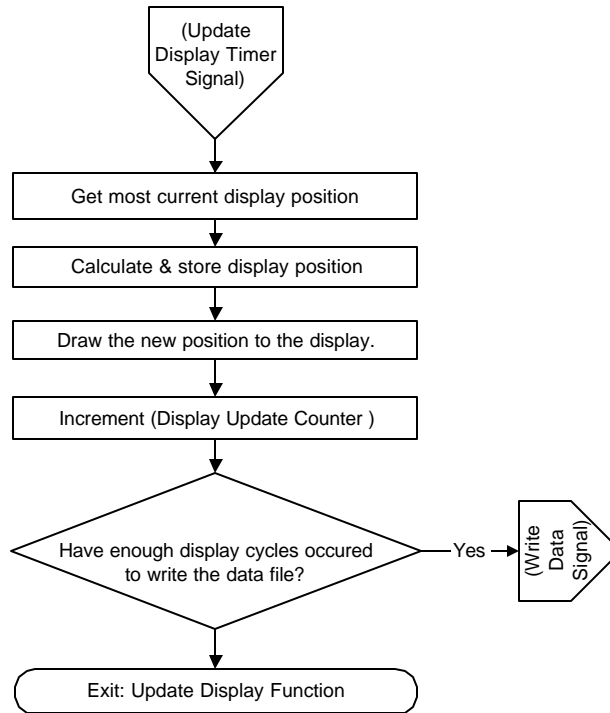 (Update
Display Timer
Signal)
Get most current display position
Calculate & store display position
Draw the new position to the display.
Increment (Display Update Counter )
Have enough display cycles occured
to write the data file?
Yes
(Write
Data
Signal)
Exit: Update Display Function